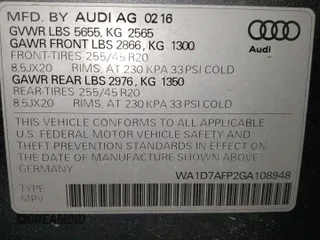 MFD. BY AUDI AG 02 16
GVWR LBS 5655, KG 2565
GAWR FRONT LBS 2866, KG 1300
FRONT-TIRES 255/45 R20
8.5JX20 RIMS, AT 230 KPA 33 PSI COLD
GAWR REAR LBS 2976, KG 1350
REAR-TIRES 255/45 R20
8.5JX20 RIMS, AT 230 KPA 33 PSI COLD
Audi
THIS VEHICLE CONFORMS TO ALL APPLICABLE
U.S. FEDERAL MOTOR VEHICLE SAFETY AND
THEFT PREVENTION STANDARDS IN EFFECT ON THE
DATE OF MANUFACTURE SHOWN ABOVE
GERMANY
WA1D7AFP2GA108948
TYPE:
MPV